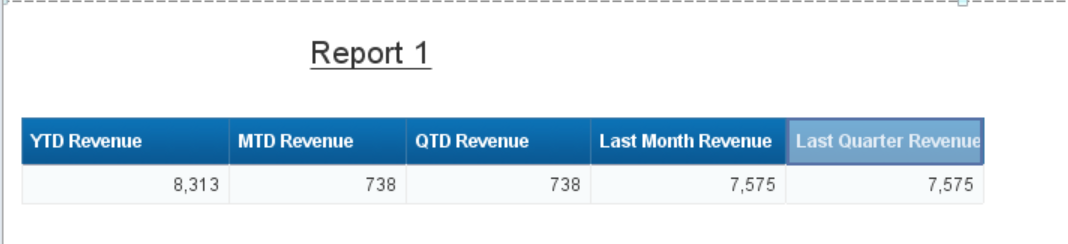 Report 1
YTD Revenue MTD Revenue QTD Revenue Last Month Revenue Last Quarter Revenue
8,313 738 738 7,575 7,575